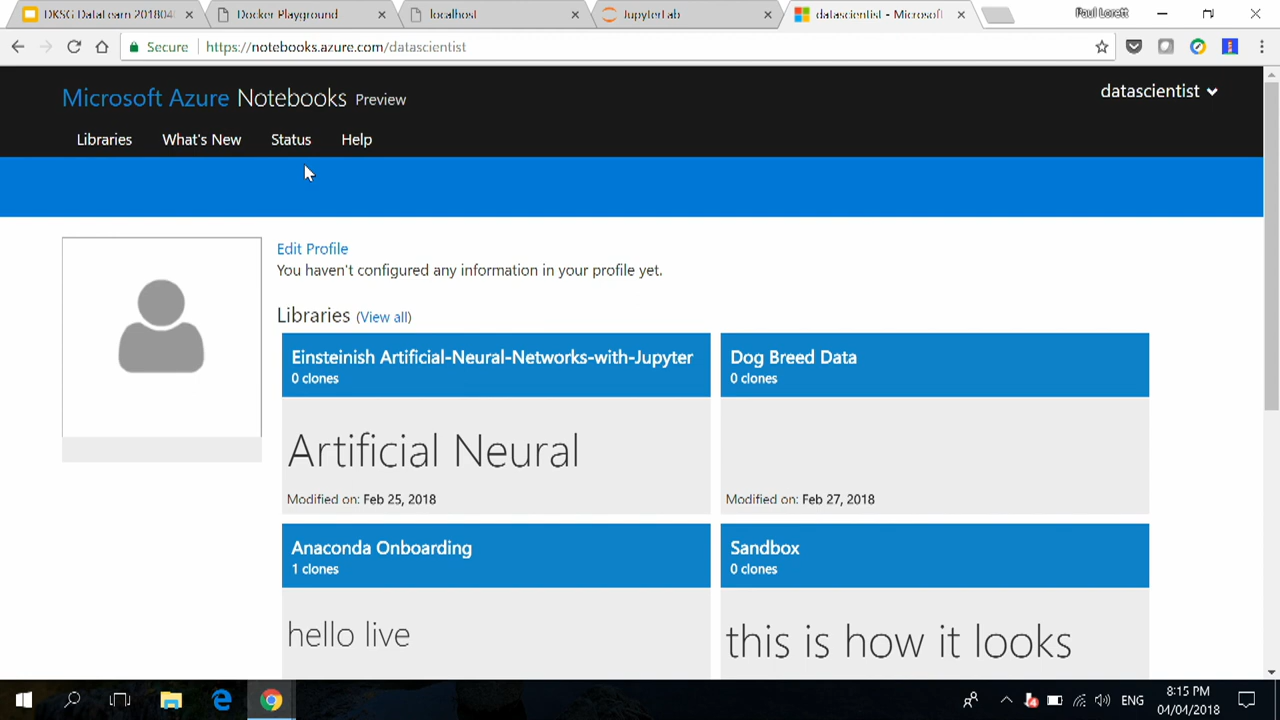 DKSG DataLearn 201804
Docker Playground
localhost
JupyterLab
datascientist - Microsoft
Paul Lorett
Secure
https://notebooks.azure.com/datascientist
Microsoft Azure Notebooks Preview
datascientist
Libraries What's New Status Help
Edit Profile
You haven't configured any information in your profile yet.
Libraries (View all)
Einsteinish Artificial-Neural-Networks-with-Jupyter
0 clones
Artificial Neural
Modified on: Feb 25, 2018
Dog Breed Data
0 clones
Modified on: Feb 27, 2018
Anaconda Onboarding
1 clones
hello live
Sandbox
0 clones
this is how it looks
ENG
8:15 PM
04/04/2018